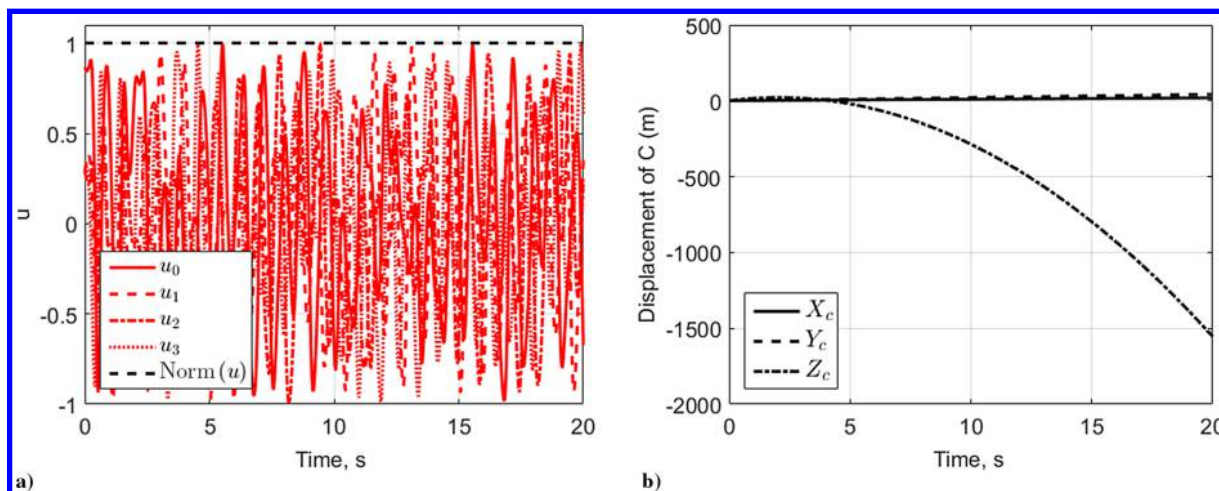 1
0.5
0
-0.5
-1
u
u0
u1
u2
u3
Norm (u)
0 5 10 15 20
Time, s
a)
500
0
-500
-1000
-1500
-2000
Displacement of C (m)
Xc
Yc
Zc
0 5 10 15 20
Time, s
b)